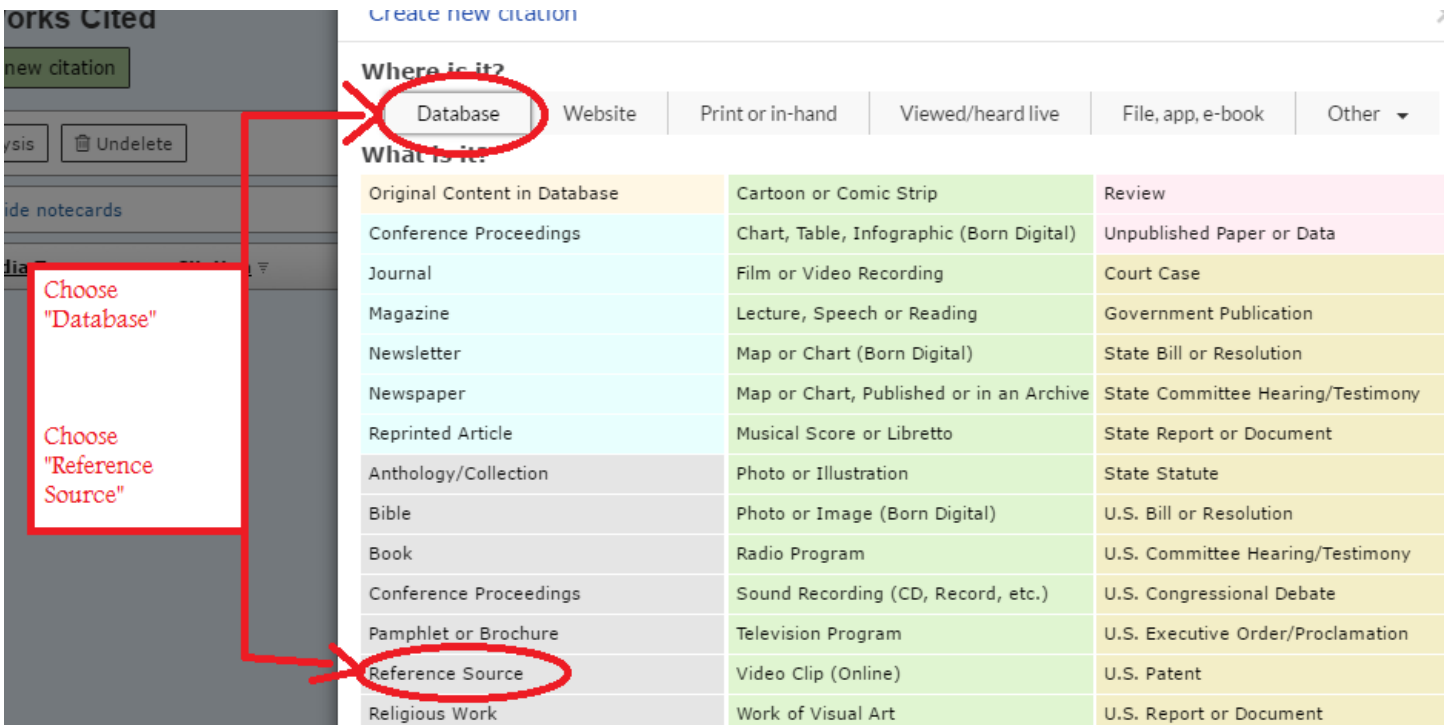 orks Cited
new citation
ysis
Undelete
ide notecards
Choose
"Database"
Choose
"Reference
Source"
Create new citation
Where is it?
Database
Website
Print or in-hand
Viewed/heard live
File, app, e-book
Other
What is it?
Original Content in Database
Cartoon or Comic Strip
Review
Conference Proceedings
Chart, Table, Infographic (Born Digital)
Unpublished Paper or Data
Journal
Film or Video Recording
Court Case
Magazine
Lecture, Speech or Reading
Government Publication
Newsletter
Map or Chart (Born Digital)
State Bill or Resolution
Newspaper
Map or Chart, Published or in an Archive
State Committee Hearing/Testimony
Reprinted Article
Musical Score or Libretto
State Report or Document
Anthology/Collection
Photo or Illustration
State Statute
Bible
Photo or Image (Born Digital)
U.S. Bill or Resolution
Book
Radio Program
U.S. Committee Hearing/Testimony
Conference Proceedings
Sound Recording (CD, Record, etc.)
U.S. Congressional Debate
Pamphlet or Brochure
Television Program
U.S. Executive Order/Proclamation
Reference Source
Video Clip (Online)
U.S. Patent
Religious Work
Work of Visual Art
U.S. Report or Document